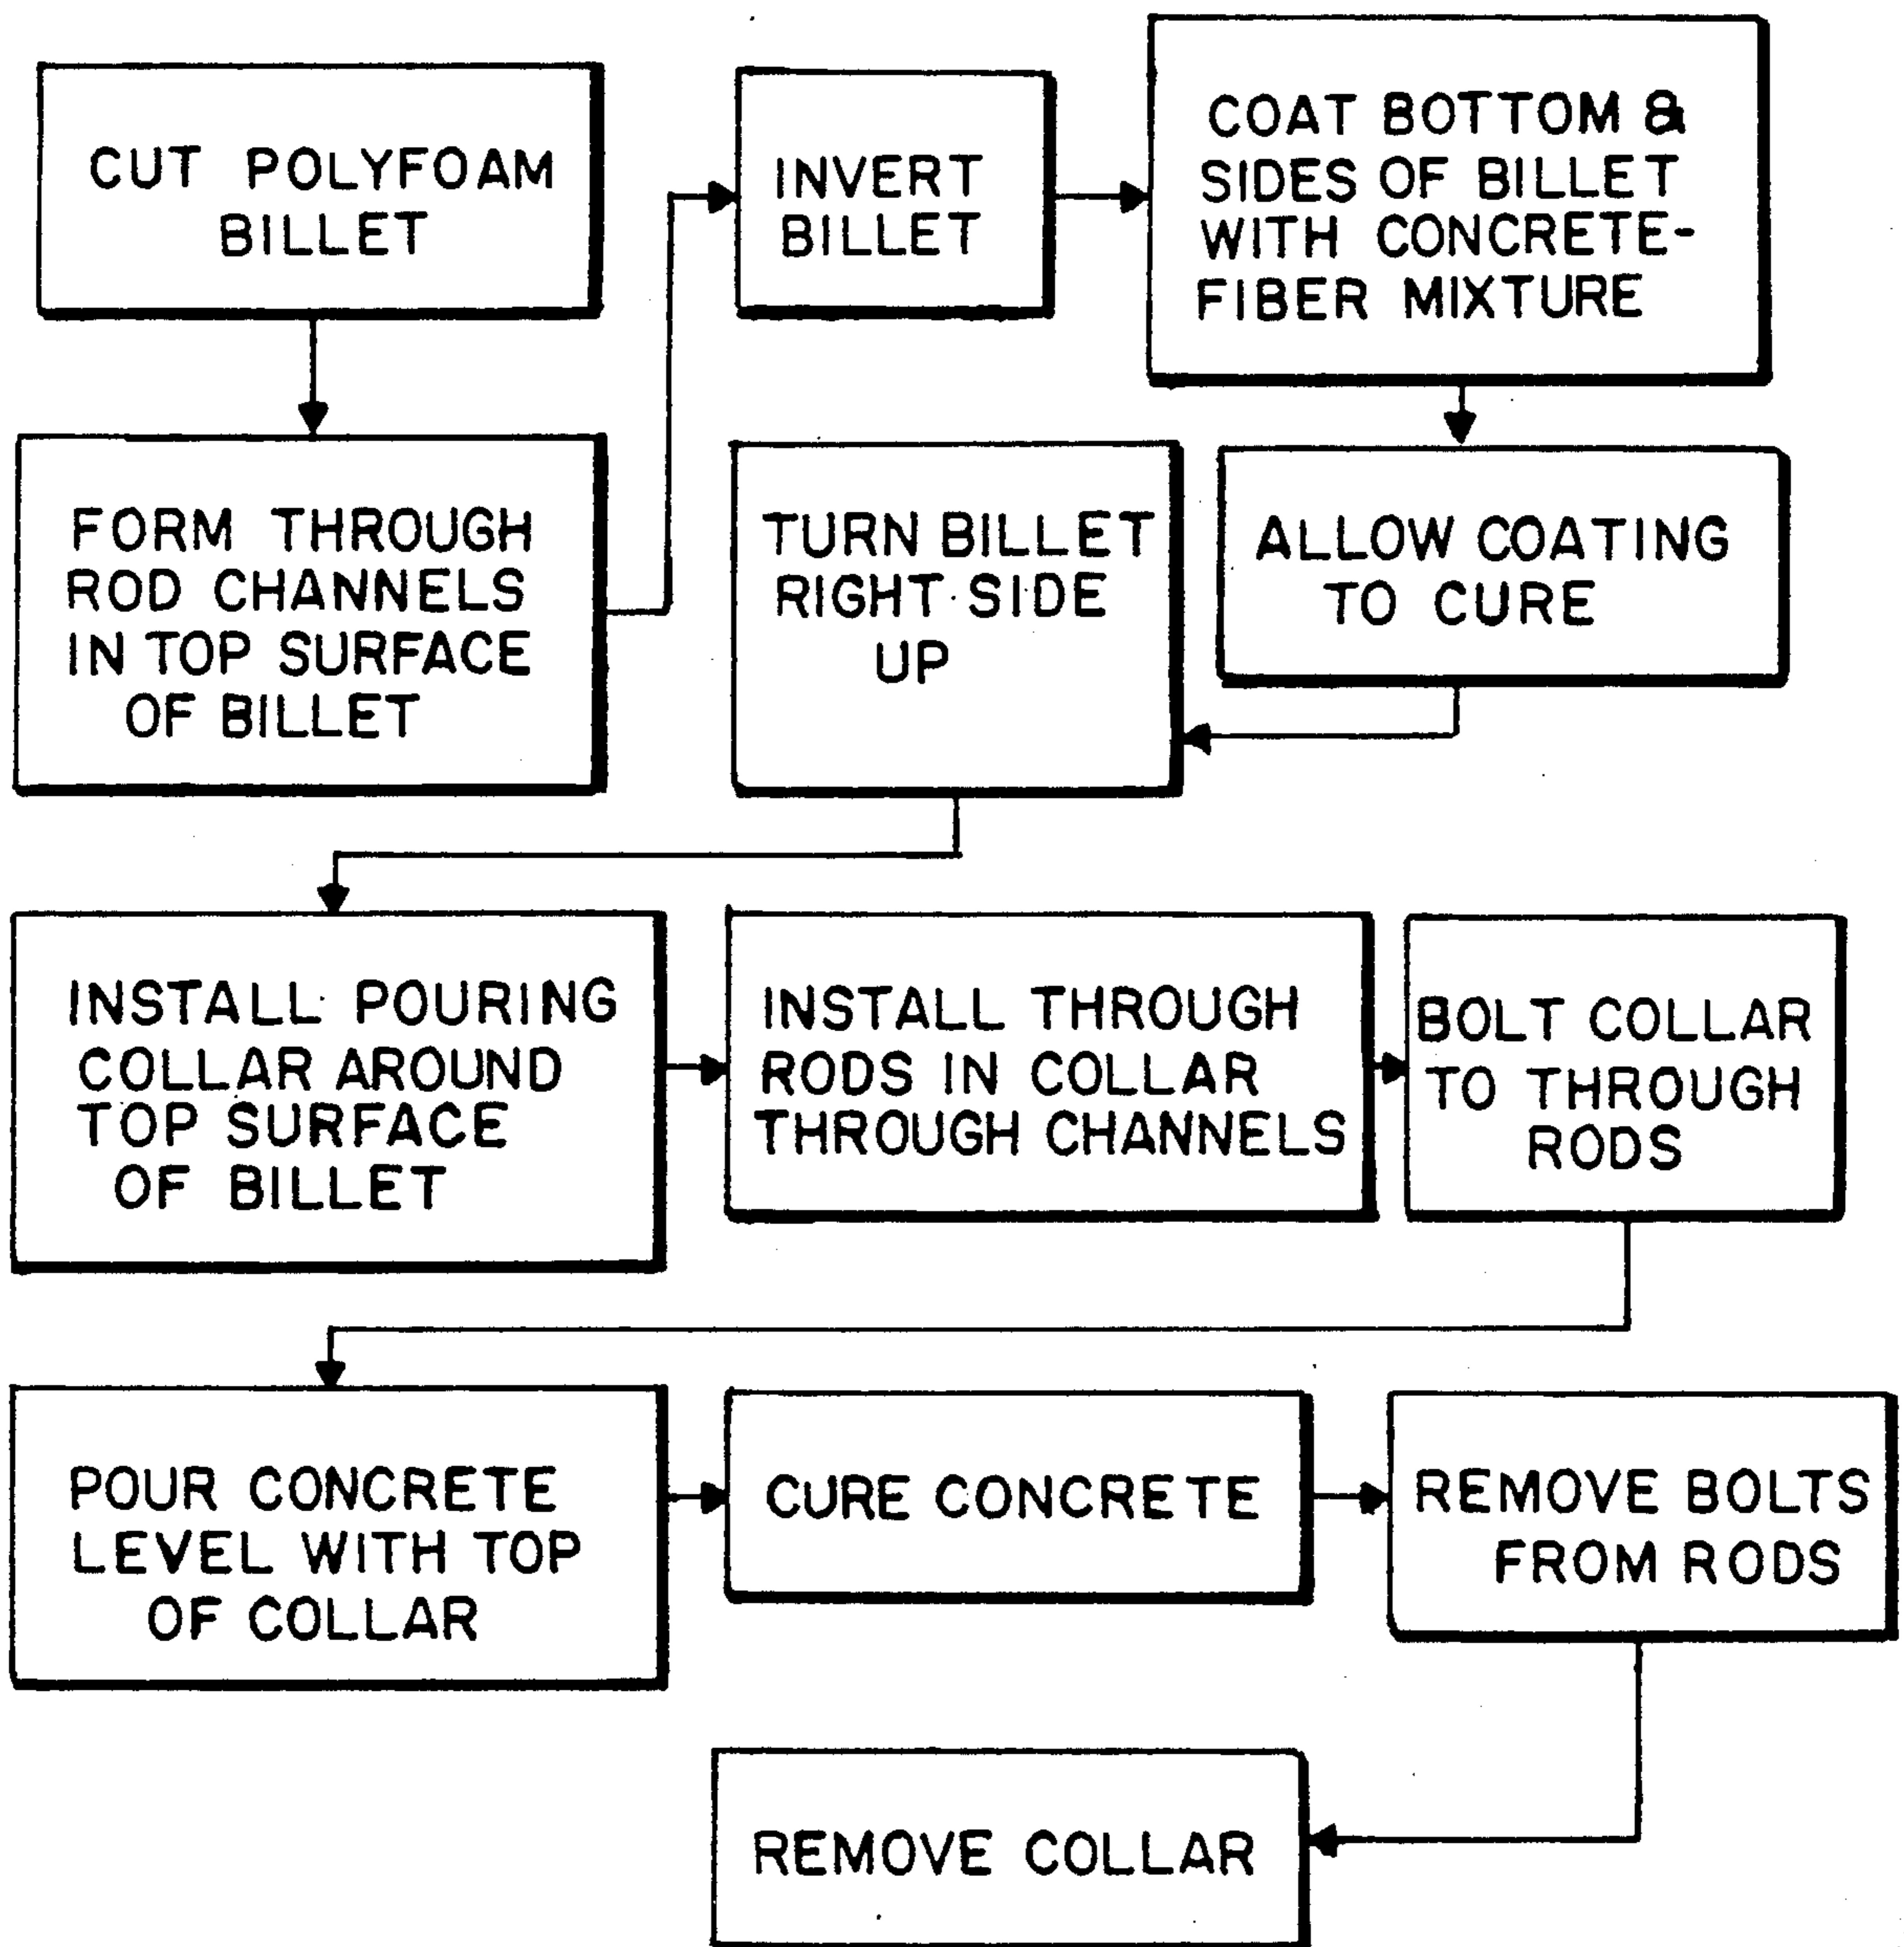 CUT POLYFOAM
BILLET
FORM THROUGH
ROD CHANNELS
IN TOP SURFACE
OF BILLET
INVERT
BILLET
COAT BOTTOM &
SIDES OF BILLET
WITH CONCRETE-
FIBER MIXTURE
ALLOW COATING
TO CURE
TURN BILLET
RIGHT SIDE
UP
INSTALL POURING
COLLAR AROUND
TOP SURFACE
OF BILLET
INSTALL THROUGH
RODS IN COLLAR
THROUGH CHANNELS
BOLT COLLAR
TO THROUGH
RODS
POUR CONCRETE
LEVEL WITH TOP
OF COLLAR
CURE CONCRETE
REMOVE BOLTS
FROM RODS
REMOVE COLLAR